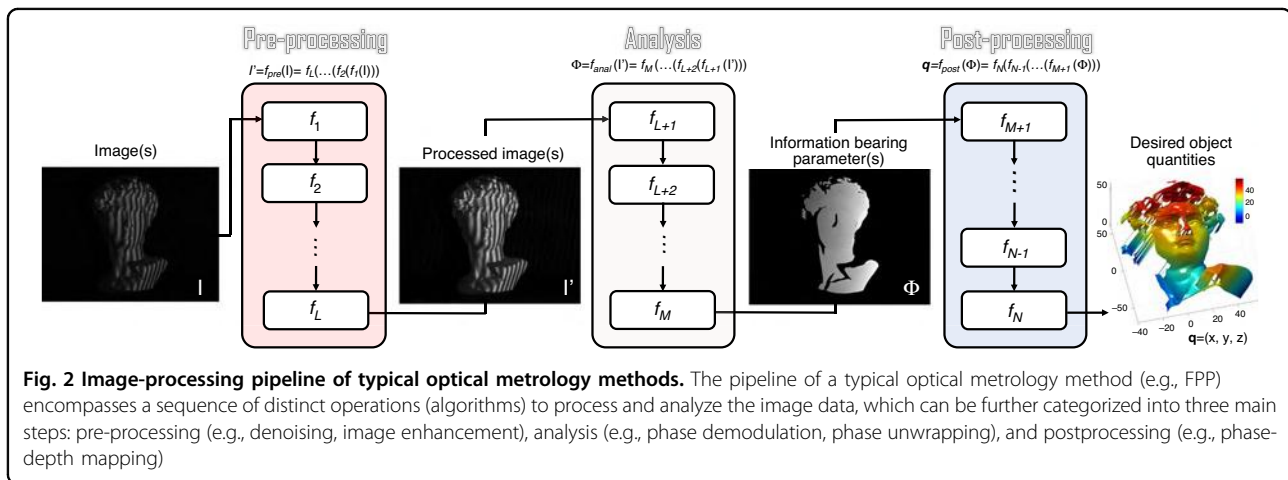 Pre-processing
I'=f_pre(I)= f_L(…(f_2(f_1(I)))
Analysis
Φ=f_anal(I')= f_M(…(f_L+2(f_L+1(I')))
Post-processing
q=f_post(Φ)= f_N(f_N-1(…(f_M+1(Φ)))
Image(s)
I
f_1
f_2
⋮
f_L
Processed image(s)
I'
f_L+1
f_L+2
⋮
f_M
Information bearing
parameter(s)
Φ
f_M+1
⋮
f_N-1
f_N
Desired object
quantities
50
0
50
0
−50
−40
−20
0
20
40
40
20
0
q=(x, y, z)
Fig. 2 Image-processing pipeline of typical optical metrology methods. The pipeline of a typical optical metrology method (e.g., FPP)
encompasses a sequence of distinct operations (algorithms) to process and analyze the image data, which can be further categorized into three main
steps: pre-processing (e.g., denoising, image enhancement), analysis (e.g., phase demodulation, phase unwrapping), and postprocessing (e.g., phase-
depth mapping)